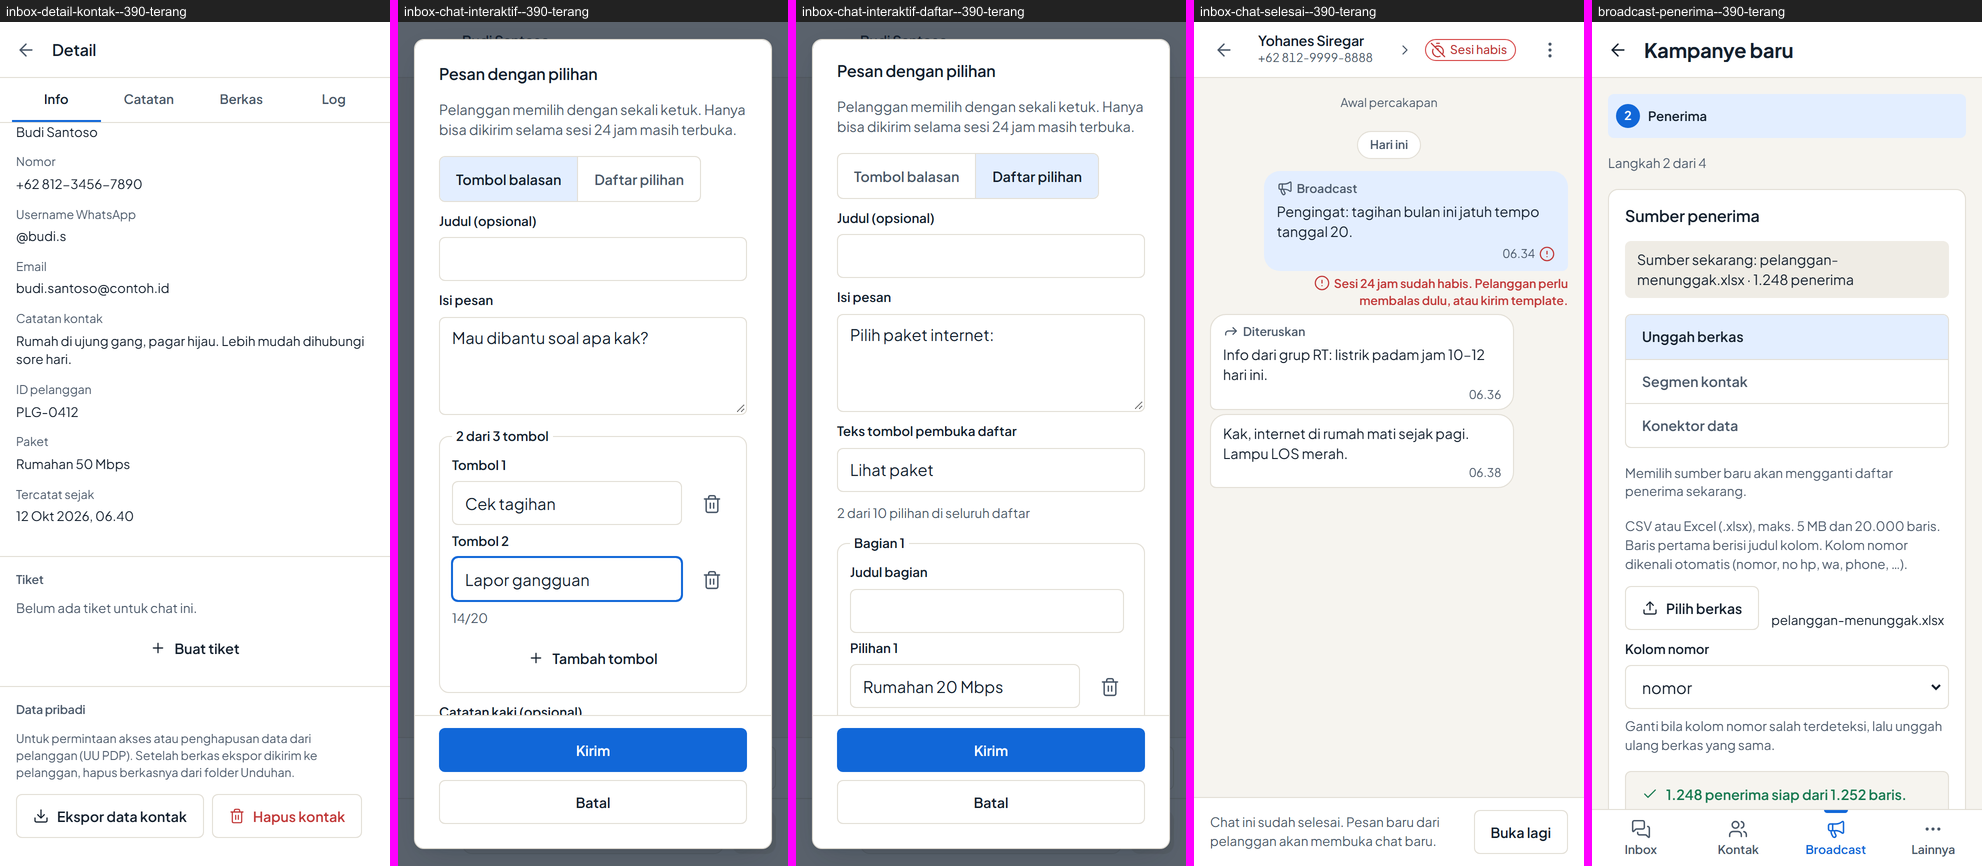 inbox-detail-kontak--390-terang
Detail
Info
Catatan
Berkas
Log
Budi Santoso
Nomor
+62 812-3456-7890
Username WhatsApp
@budi.s
Email
budi.santoso@contoh.id
Catatan kontak
Rumah di ujung gang, pagar hijau. Lebih mudah dihubungi
sore hari.
ID pelanggan
PLG-0412
Paket
Rumahan 50 Mbps
Tercatat sejak
12 Okt 2026, 06.40
Tiket
Belum ada tiket untuk chat ini.
+ Buat tiket
Data pribadi
Untuk permintaan akses atau penghapusan data dari
pelanggan (UU PDP). Setelah berkas ekspor dikirim ke
pelanggan, hapus berkasnya dari folder Unduhan.
Ekspor data kontak
Hapus kontak
inbox-chat-interaktif--390-terang
Pesan dengan pilihan
Pelanggan memilih dengan sekali ketuk. Hanya
bisa dikirim selama sesi 24 jam masih terbuka.
Tombol balasan
Daftar pilihan
Judul (opsional)
Isi pesan
Mau dibantu soal apa kak?
2 dari 3 tombol
Tombol 1
Cek tagihan
Tombol 2
Lapor gangguan
14/20
+ Tambah tombol
Catatan kaki (opsional)
Kirim
Batal
inbox-chat-interaktif-daftar--390-terang
Pesan dengan pilihan
Pelanggan memilih dengan sekali ketuk. Hanya
bisa dikirim selama sesi 24 jam masih terbuka.
Tombol balasan
Daftar pilihan
Judul (opsional)
Isi pesan
Pilih paket internet:
Teks tombol pembuka daftar
Lihat paket
2 dari 10 pilihan di seluruh daftar
Bagian 1
Judul bagian
Pilihan 1
Rumahan 20 Mbps
Kirim
Batal
inbox-chat-selesai--390-terang
Yohanes Siregar
+62 812-9999-8888
Sesi habis
Awal percakapan
Hari ini
Broadcast
Pengingat: tagihan bulan ini jatuh tempo
tanggal 20.
06.34
Sesi 24 jam sudah habis. Pelanggan perlu
membalas dulu, atau kirim template.
Diteruskan
Info dari grup RT: listrik padam jam 10–12
hari ini.
06.36
Kak, internet di rumah mati sejak pagi.
Lampu LOS merah.
06.38
Chat ini sudah selesai. Pesan baru dari
pelanggan akan membuka chat baru.
Buka lagi
broadcast-penerima--390-terang
Kampanye baru
2 Penerima
Langkah 2 dari 4
Sumber penerima
Sumber sekarang: pelanggan-
menunggak.xlsx · 1.248 penerima
Unggah berkas
Segmen kontak
Konektor data
Memilih sumber baru akan mengganti daftar
penerima sekarang.
CSV atau Excel (.xlsx), maks. 5 MB dan 20.000 baris.
Baris pertama berisi judul kolom. Kolom nomor
dikenali otomatis (nomor, no hp, wa, phone, …).
Pilih berkas
pelanggan-menunggak.xlsx
Kolom nomor
nomor
Ganti bila kolom nomor salah terdeteksi, lalu unggah
ulang berkas yang sama.
1.248 penerima siap dari 1.252 baris.
Inbox
Kontak
Broadcast
Lainnya